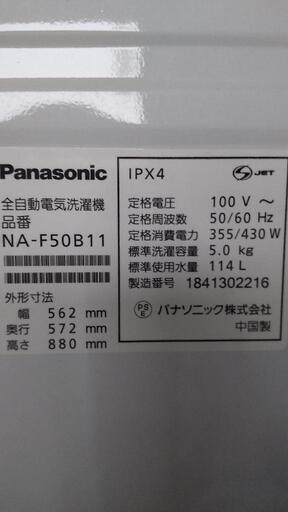 Panasonic
全自動電気洗濯機
品番
NA-F50B11
外形寸法
幅 562 mm
奥行 572 mm
高さ 880 mm
IPX4
S JET
定格電圧 100 V ～
定格周波数 50/60 Hz
定格消費電力 355/430 W
標準洗濯容量 5.0 kg
標準使用水量 114 L
製造番号 1841302216
PS E パナソニック株式会社
中国製